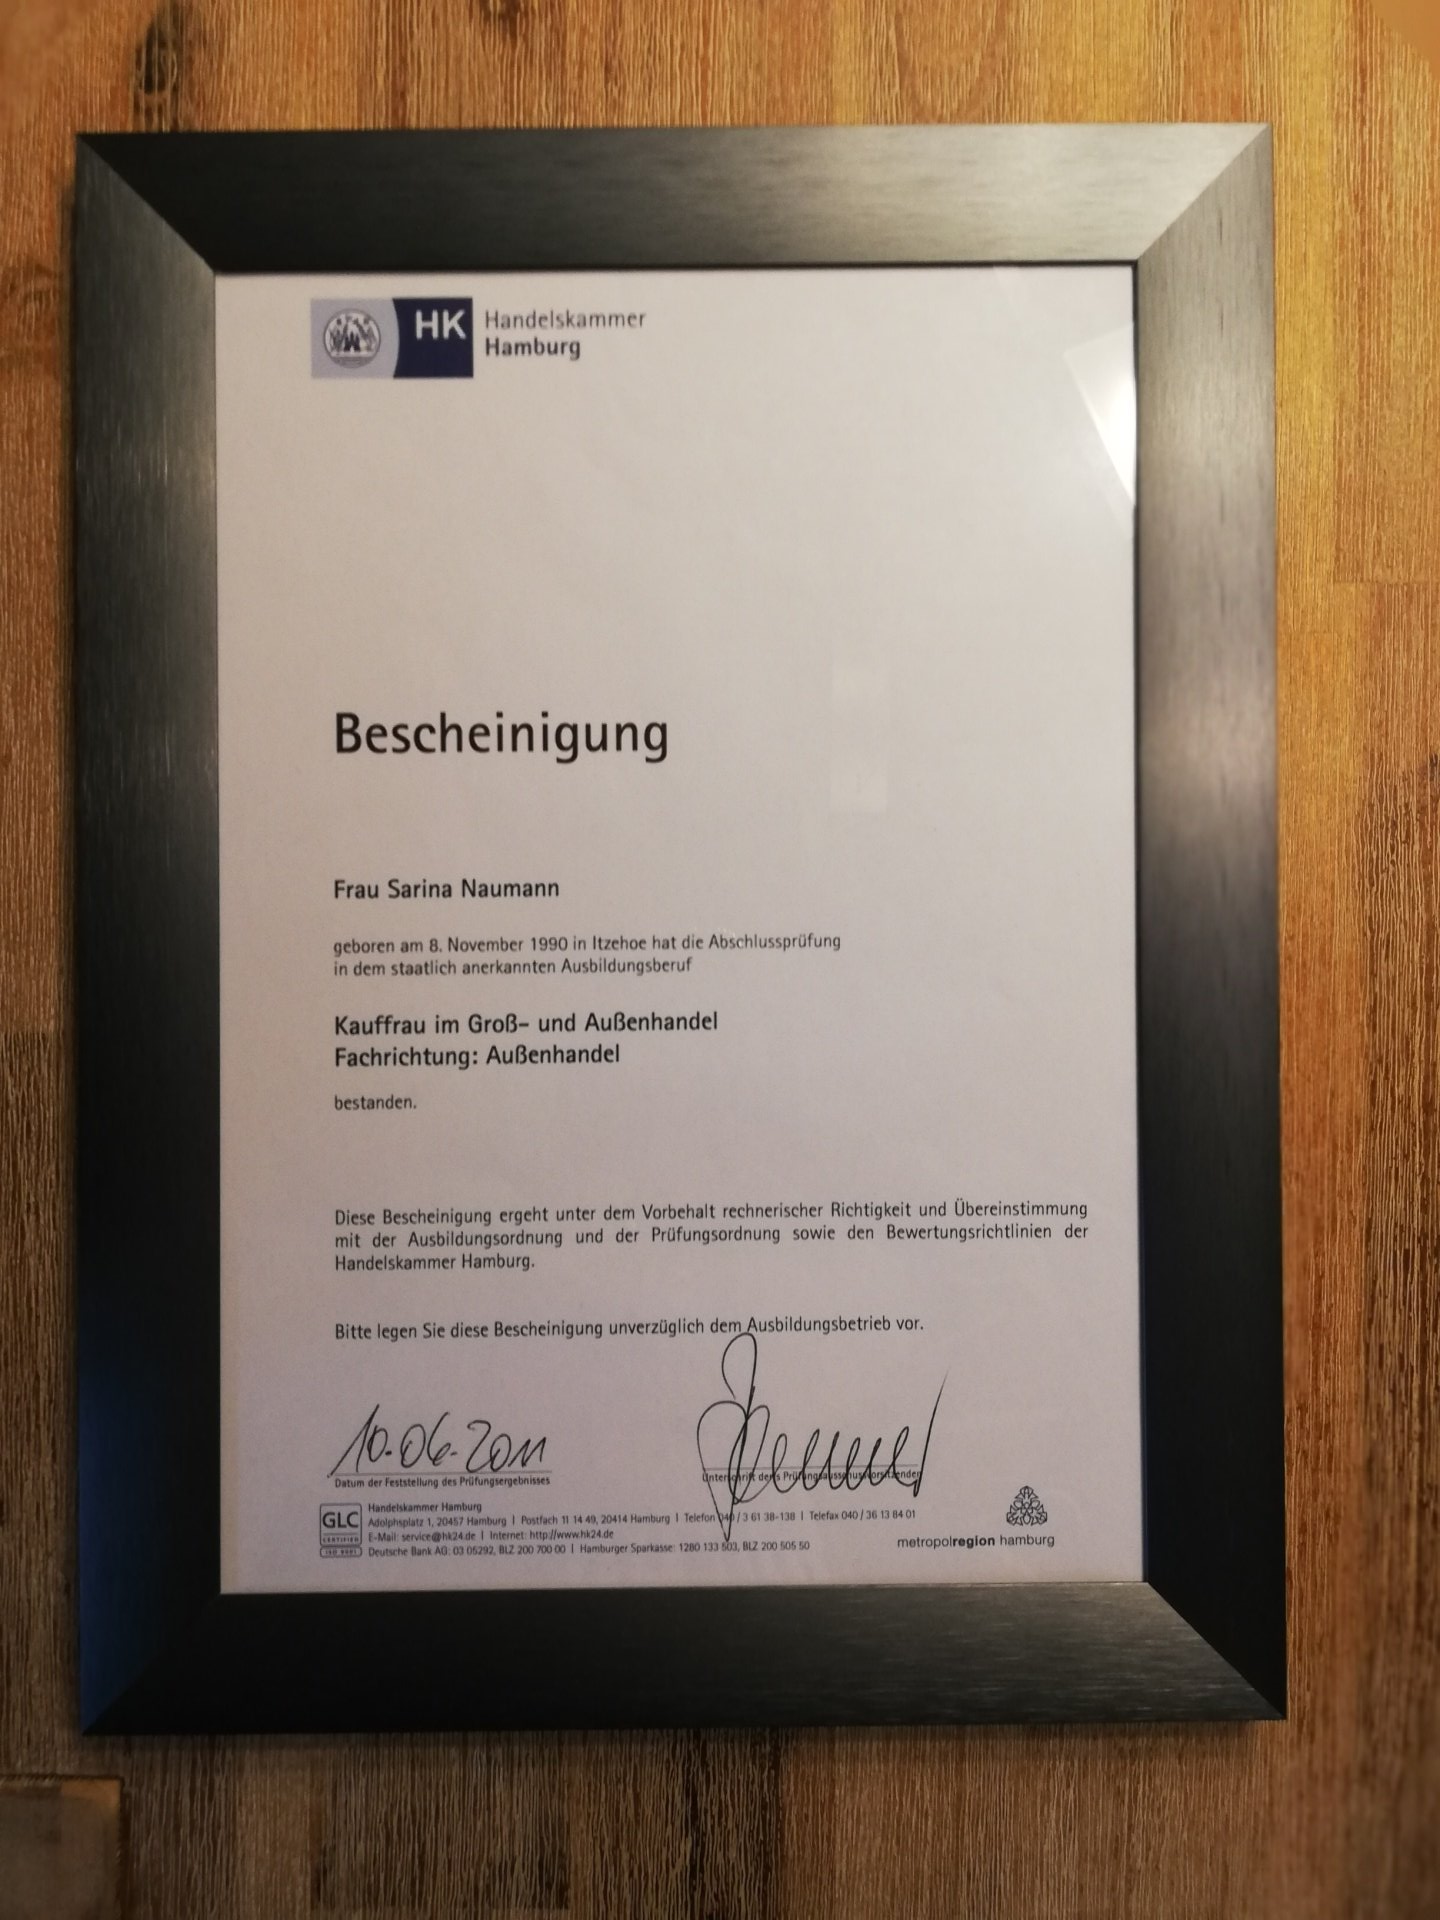 HK Handelskammer
Hamburg
Bescheinigung
Frau Sarina Naumann
geboren am 8. November 1990 in Itzehoe hat die Abschlussprüfung
in dem staatlich anerkannten Ausbildungsberuf
Kauffrau im Groß- und Außenhandel
Fachrichtung: Außenhandel
bestanden.
Diese Bescheinigung ergeht unter dem Vorbehalt rechnerischer Richtigkeit und Übereinstimmung
mit der Ausbildungsordnung und der Prüfungsordnung sowie den Bewertungsrichtlinien der
Handelskammer Hamburg.
Bitte legen Sie diese Bescheinigung unverzüglich dem Ausbildungsbetrieb vor.
10.06.2011
Datum der Feststellung des Prüfungsergebnisses
Unterschrift des Prüfungsausschussvorsitzenden
GLC
CERTIFIED
ISO 9001
Handelskammer Hamburg
Adolphsplatz 1, 20457 Hamburg | Postfach 11 14 49, 20414 Hamburg | Telefon 040 / 3 61 38-138 | Telefax 040 / 36 13 84 01
E-Mail: service@hk24.de | Internet: http://www.hk24.de
Deutsche Bank AG: 03 05292, BLZ 200 700 00 | Hamburger Sparkasse: 1280 133 503, BLZ 200 505 50
metropolregion hamburg